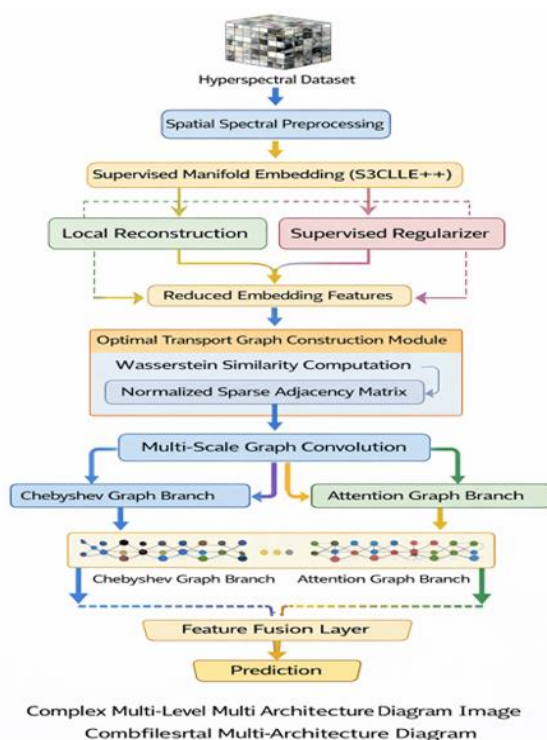 Hyperspectral Dataset
Spatial Spectral Preprocessing
Supervised Manifold Embedding (S3CLLE++)
Local Reconstruction
Supervised Regularizer
Reduced Embedding Features
Optimal Transport Graph Construction Module
Wasserstein Similarity Computation
Normalized Sparse Adjacency Matrix
Multi-Scale Graph Convolution
Chebyshev Graph Branch
Attention Graph Branch
Chebyshev Graph Branch
Attention Graph Branch
Feature Fusion Layer
Prediction
Complex Multi-Level Multi Architecture Diagram Image
Combfilesrtal Multi-Architecture Diagram